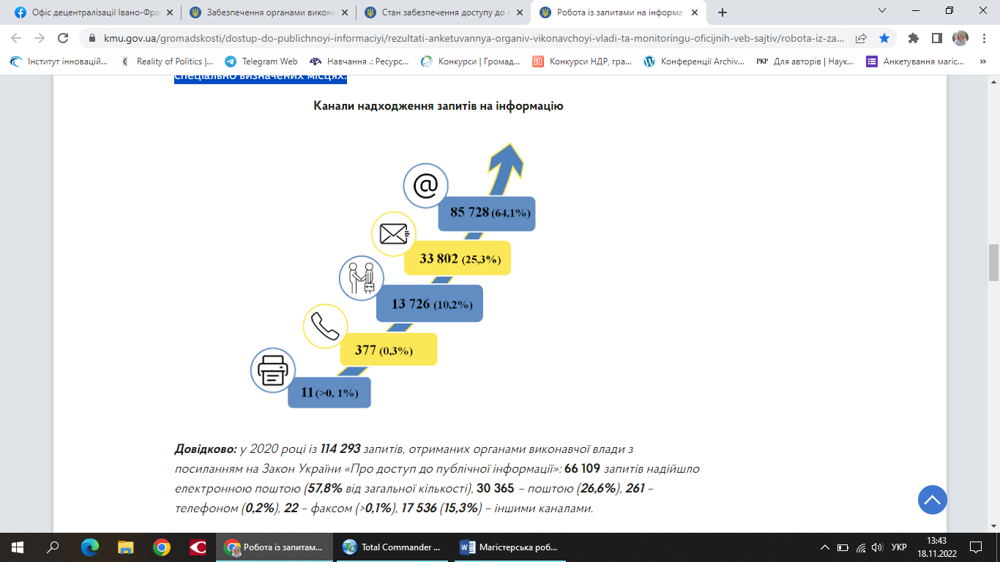 Офіс децентралізації Івано-Фра
Забезпечення органами викона
Стан забезпечення доступу до п
Робота із запитами на інформа
kmu.gov.ua/gromadskosti/dostup-do-publichnoyi-informaciyi/rezultati-anketuvannya-organiv-vikonavchoyi-vladi-ta-monitoringu-oficijnih-veb-sajtiv/robota-iz-za...
Інститут інновацій...
Reality of Politics |...
Telegram Web
Навчання .: Ресурс...
Конкурси | Громад...
Конкурси НДР, гра...
Конференції Archiv...
РКР Для авторів | Наук...
Анкетування магіс...
»
спеціально визначених місцях.
Канали надходження запитів на інформацію
@
85 728 (64,1%)
33 802 (25,3%)
13 726 (10,2%)
377 (0,3%)
11 (>0, 1%)
Довідково: у 2020 році із 114 293 запитів, отриманих органами виконавчої влади з
посиланням на Закон України «Про доступ до публічної інформації»: 66 109 запитів надійшло
електронною поштою (57,8% від загальної кількості), 30 365 – поштою (26,6%), 261 –
телефоном (0,2%), 22 – факсом (>0,1%), 17 536 (15,3%) – іншими каналами.
Робота із запитам...
Total Commander ...
Магістерська роб...
УКР
13:43
18.11.2022